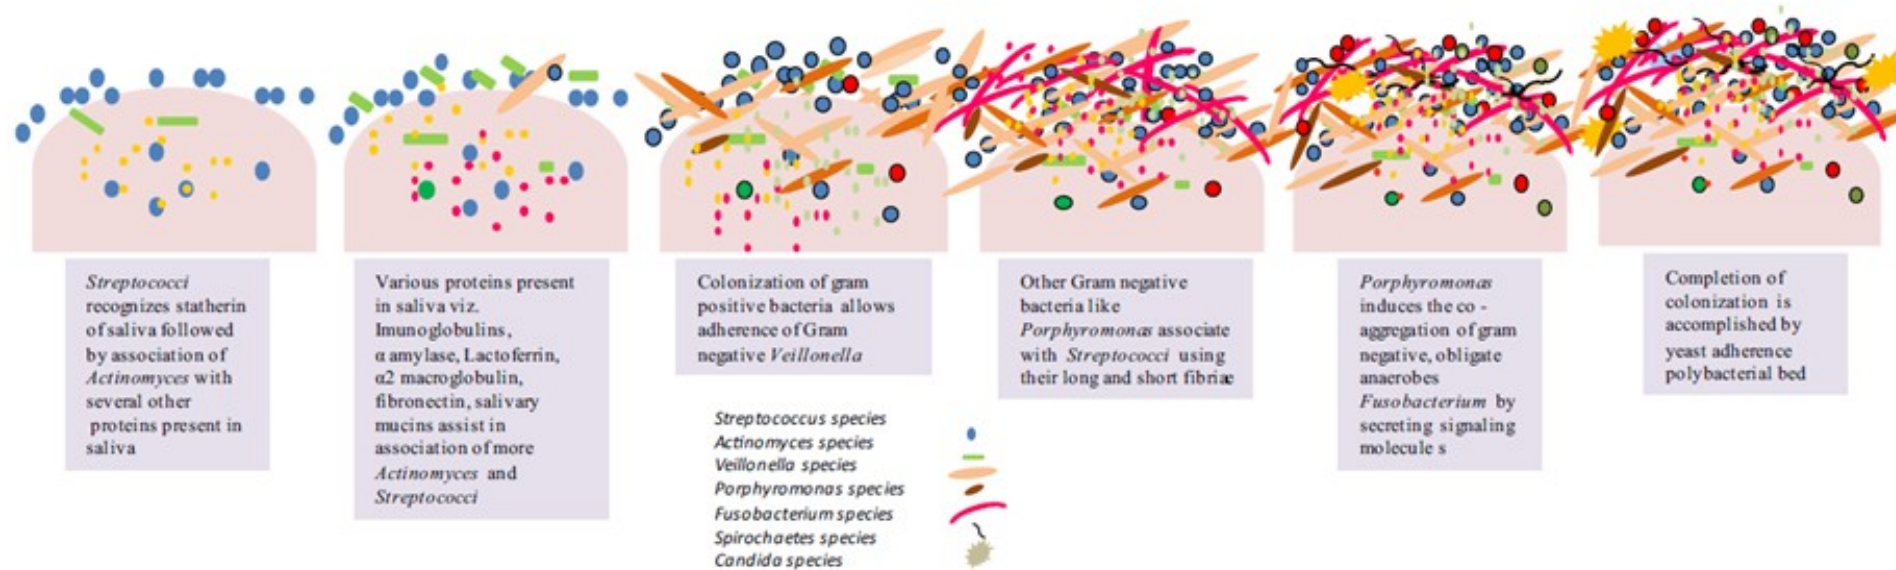 Streptococci
recognizes statherin
of saliva followed
by association of
Actinomyces with
several other
proteins present in
saliva
Various proteins present
in saliva viz.
Imunoglobulins,
α amylase, Lactoferrin,
α2 macroglobulin,
fibronectin, salivary
mucins assist in
association of more
Actinomyces and
Streptococci
Colonization of gram
positive bacteria allows
adherence of Gram
negative Veillonella
Other Gram negative
bacteria like
Porphyromonas associate
with Streptococci using
their long and short fibriæ
Porphyromonas
induces the co -
aggregation of gram
negative, obligate
anaerobes
Fusobacterium by
secreting signaling
molecule s
Completion of
colonization is
accomplished by
yeast adherence
polybacterial bed
Streptococcus species
Actinomyces species
Veillonella species
Porphyromonas species
Fusobacterium species
Spirochaetes species
Candida species